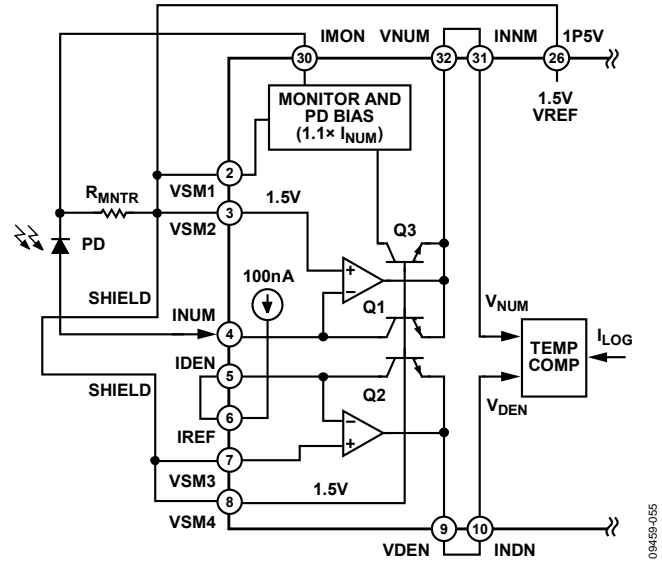 IMON VNUM INNM 1P5V
30 32 31 26
MONITOR AND
PD BIAS
(1.1× INUM)
1.5V
VREF
2
VSM1
RMNTR
3
VSM2
1.5V
Q3
PD
100nA
SHIELD
INUM
4
+
−
Q1
VNUM
TEMP
COMP
ILOG
IDEN
5
Q2
VDEN
SHIELD
6
IREF
−
+
7
VSM3
8
1.5V
VSM4
9 10
VDEN INDN
09459-055